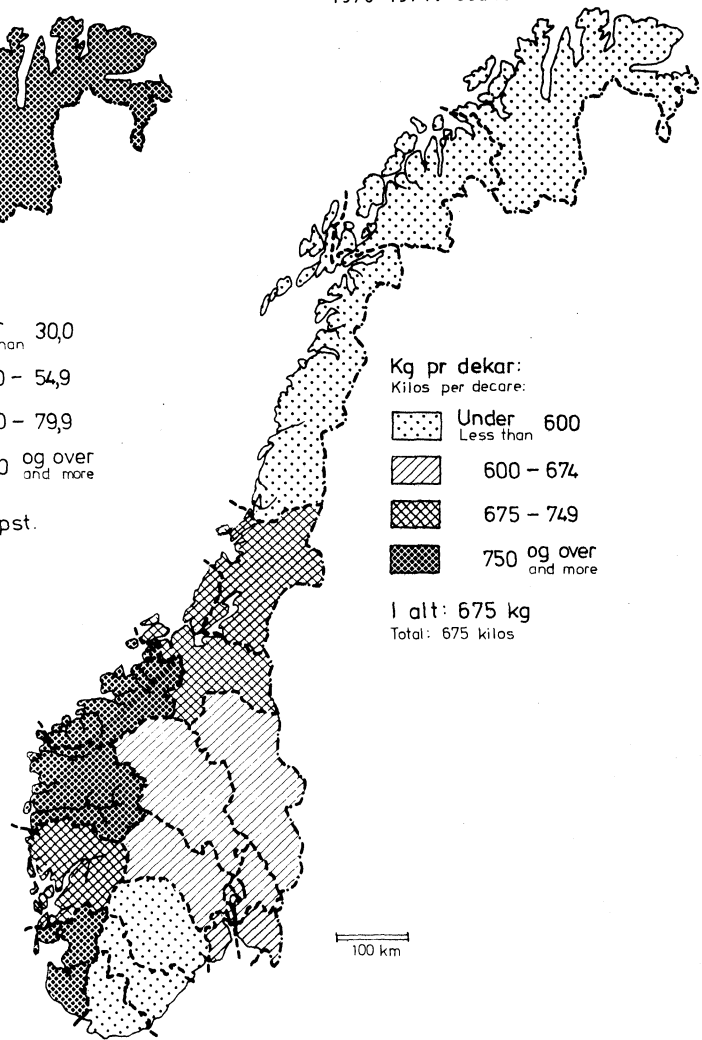 30,0
– 54,9
– 79,9
og over
and more
pst.
Kg pr dekar:
Kilos per decare:
Under 600
Less than
600 – 674
675 – 749
750 og over
and more
I alt: 675 kg
Total: 675 kilos
100 km